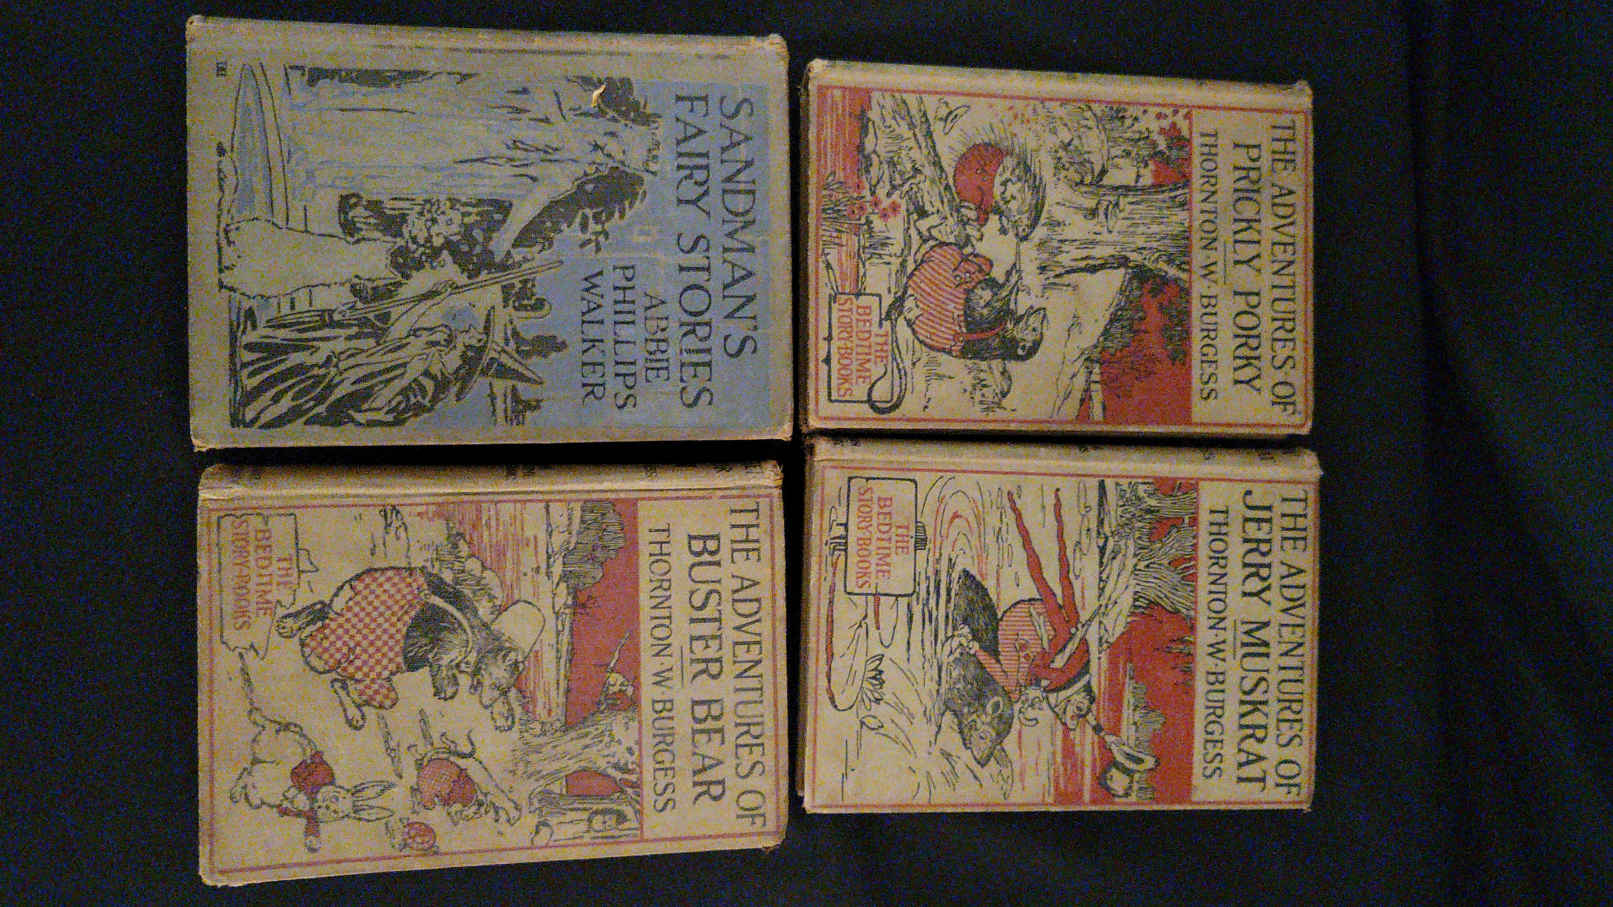 SANDMAN'S
FAIRY STORIES
ABBIE
PHILLIPS
WALKER
THE ADVENTURES OF
PRICKLY PORKY
THORNTON·W·BURGESS
THE
BEDTIME
STORY-BOOKS
THE ADVENTURES OF
BUSTER BEAR
THORNTON·W·BURGESS
THE
BEDTIME
STORY-BOOKS
THE ADVENTURES OF
JERRY MUSKRAT
THORNTON·W·BURGESS
THE
BEDTIME
STORY-BOOKS